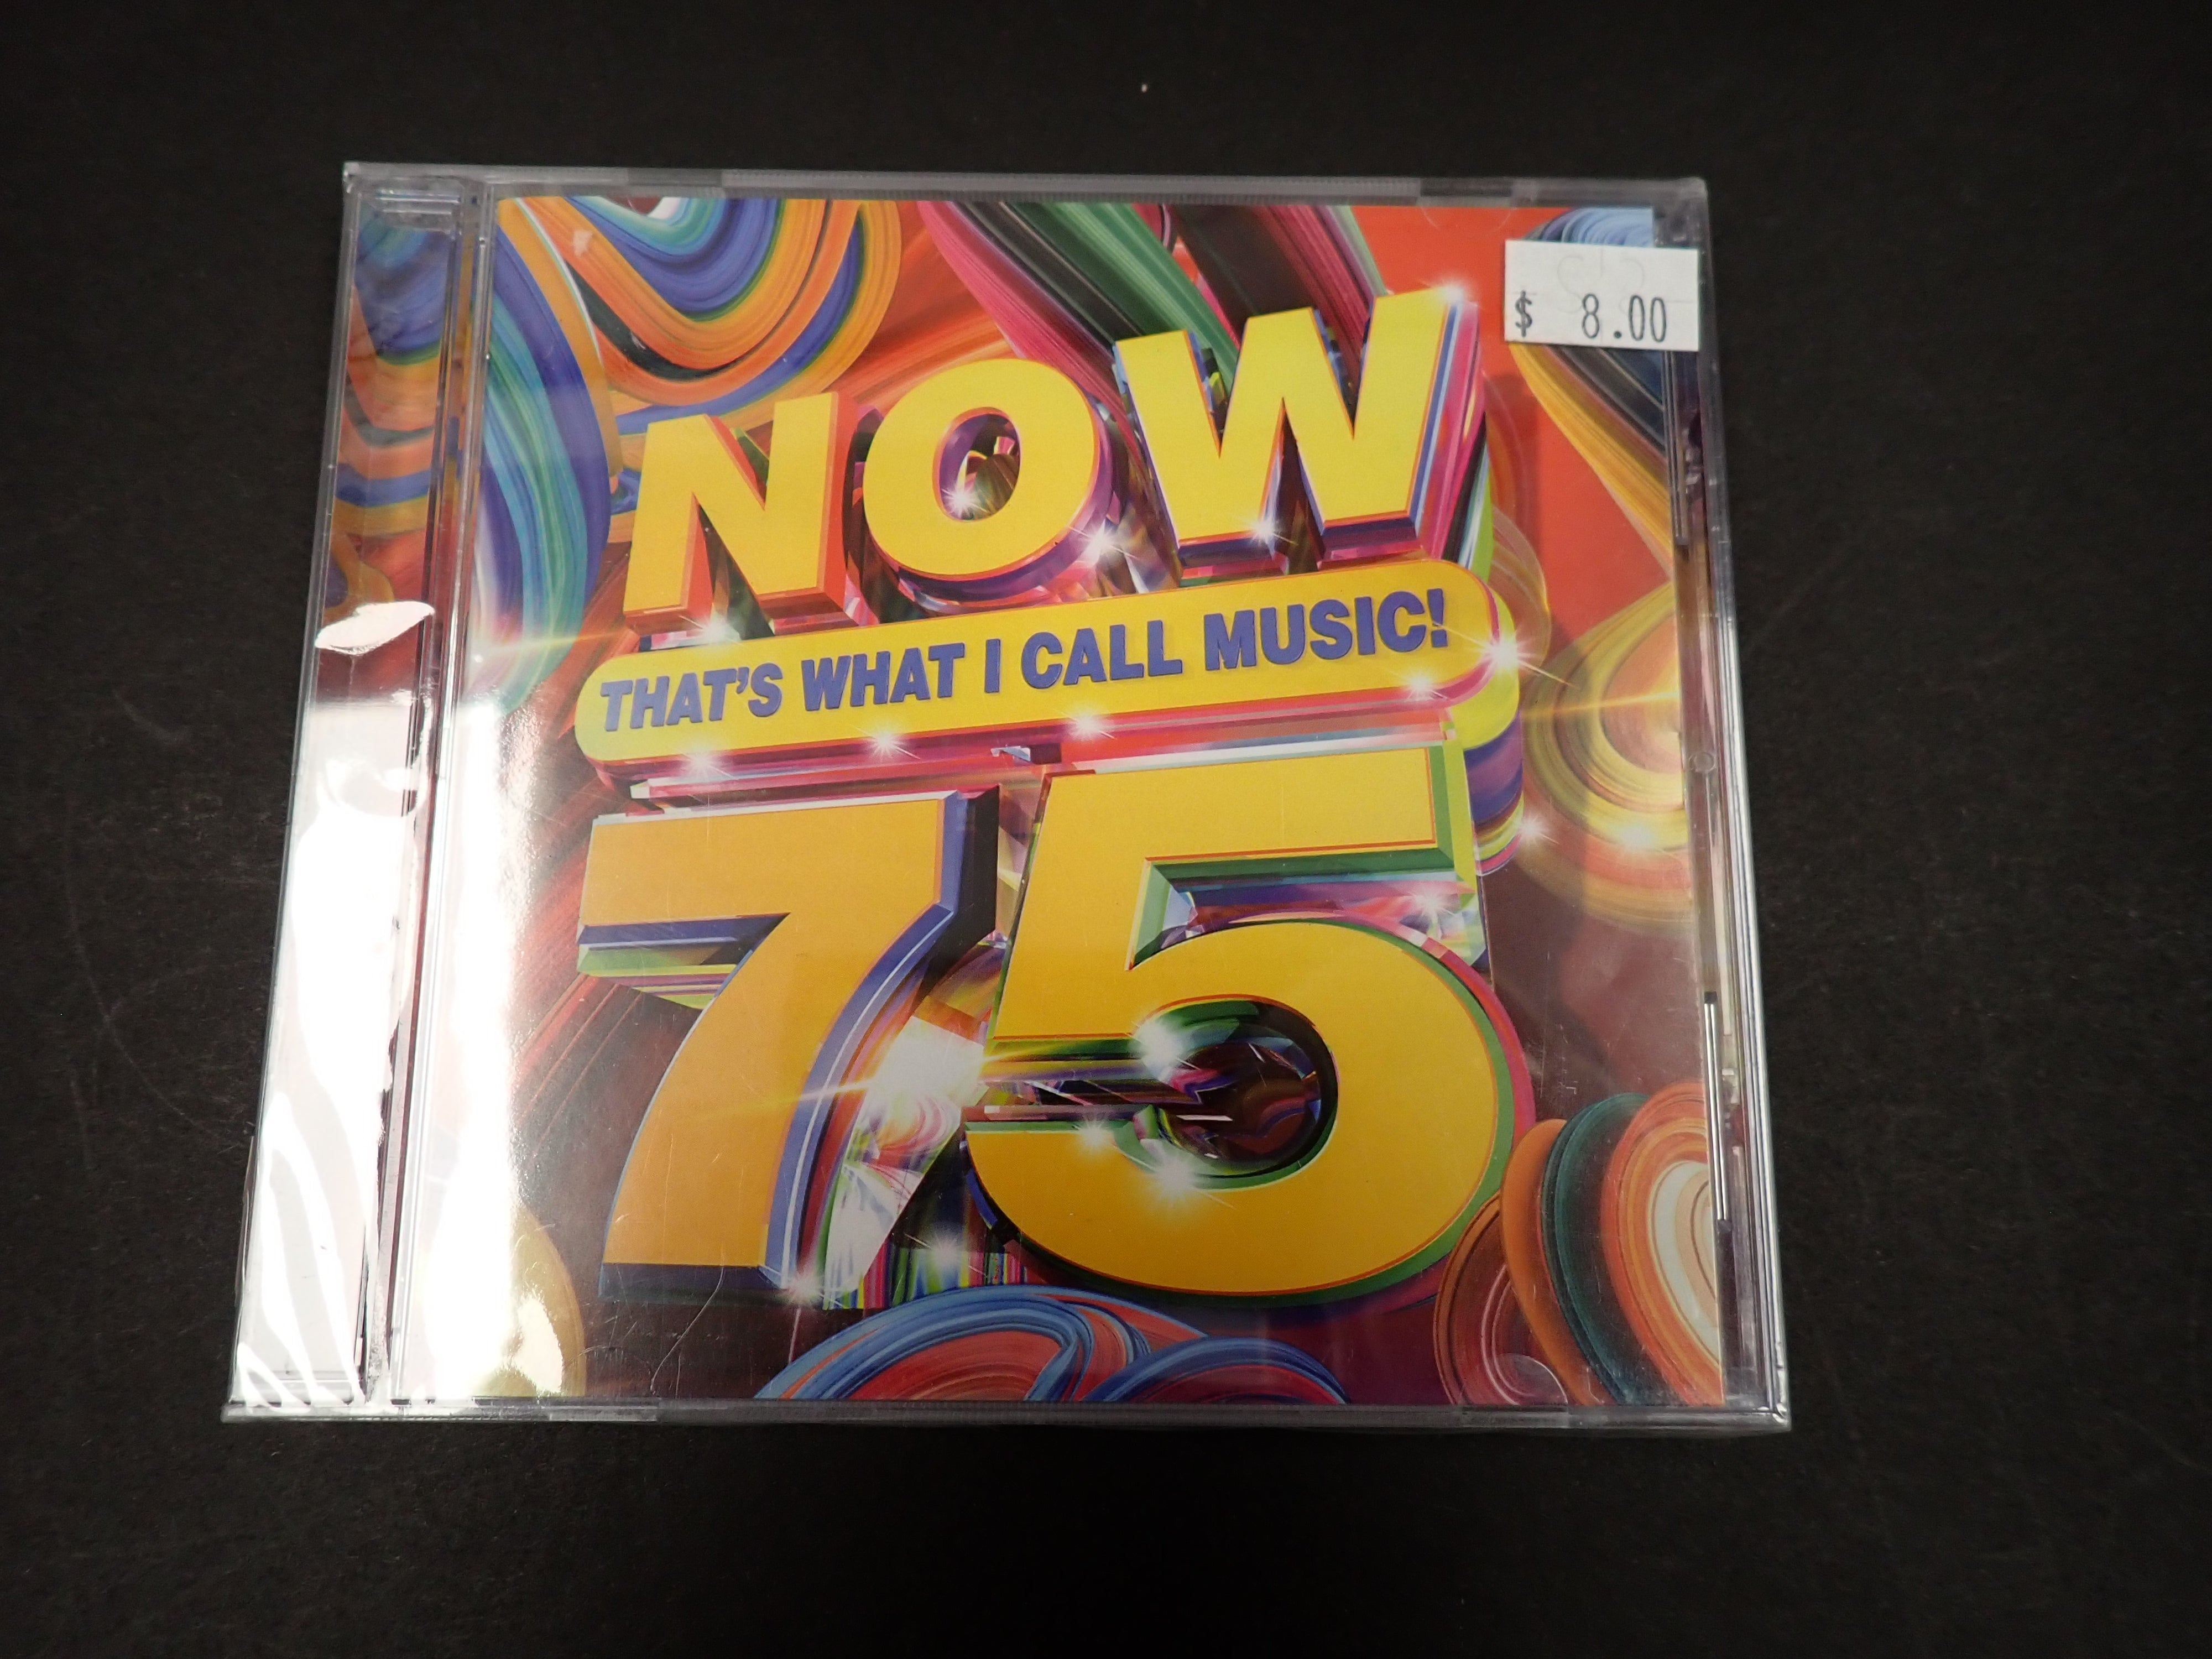 $ 8.00
NOW
THAT'S WHAT I CALL MUSIC!
75